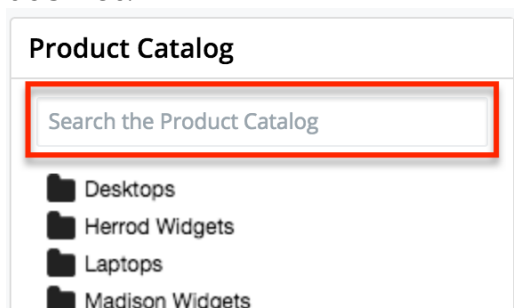 Product Catalog
Search the Product Catalog
Desktops
Herrod Widgets
Laptops
Madison Widgets